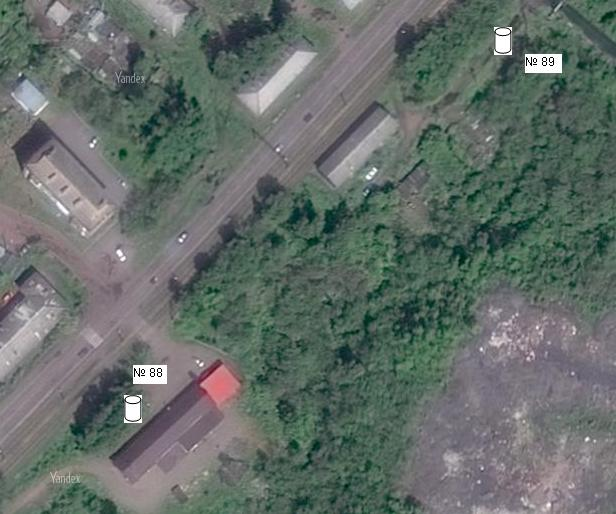 № 89
Yandex
№ 88
Yandex